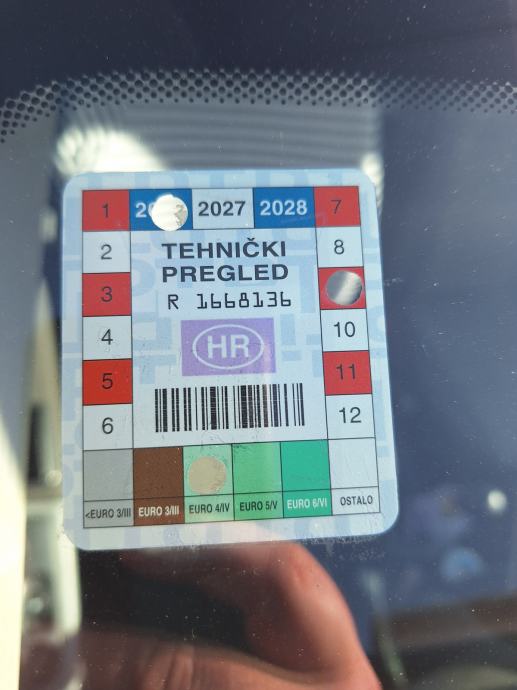 1 2027 2028 7
2 TEHNIČKI 8
PREGLED
3 R 1668136
4 HR 10
5 11
6 12
<EURO 3/III EURO 3/III EURO 4/IV EURO 5/V EURO 6/VI OSTALO